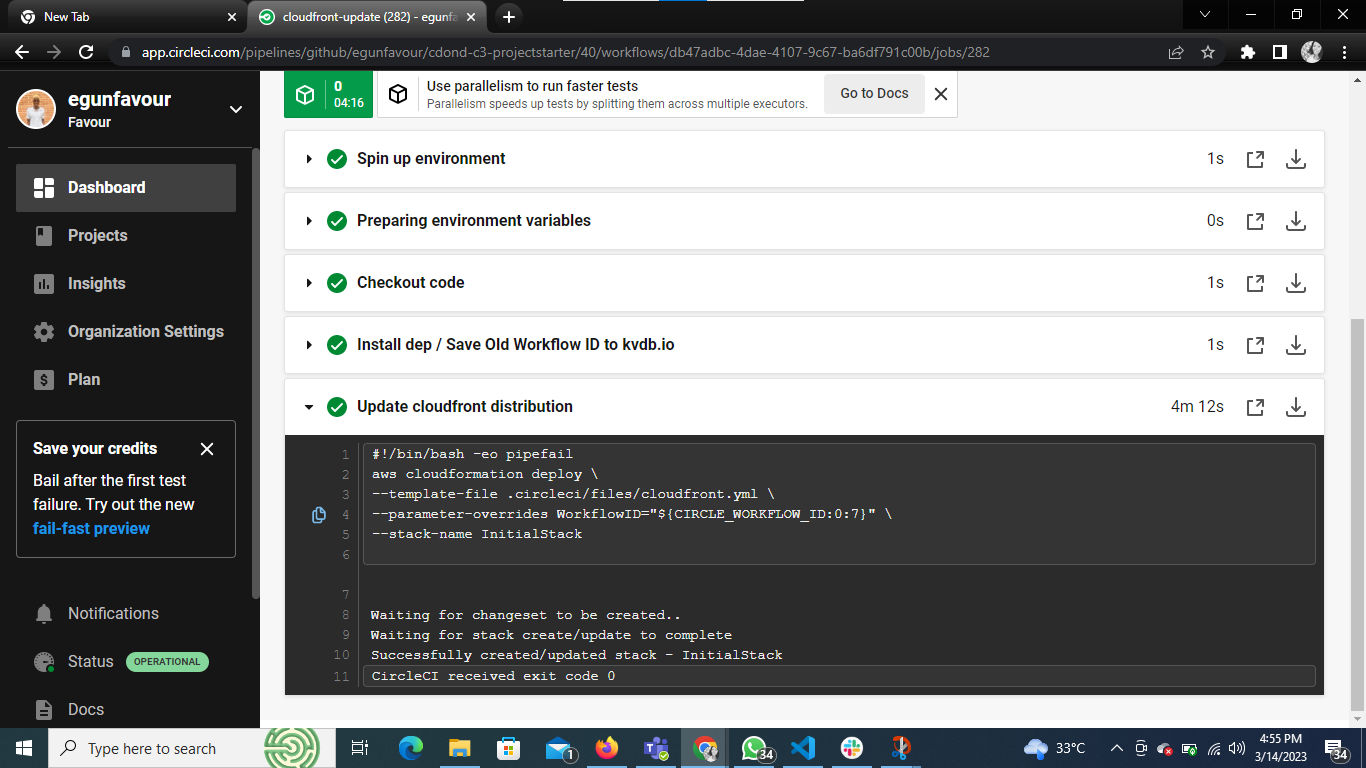 New Tab
cloudfront-update (282) - egunfa
app.circleci.com/pipelines/github/egunfavour/cdond-c3-projectstarter/40/workflows/db47adbc-4dae-4107-9c67-ba6df791c00b/jobs/282
egunfavour
Favour
Dashboard
Projects
Insights
Organization Settings
Plan
Save your credits
Bail after the first test
failure. Try out the new
fail-fast preview
Notifications
Status OPERATIONAL
Docs
0
04:16
Use parallelism to run faster tests
Parallelism speeds up tests by splitting them across multiple executors.
Go to Docs
Spin up environment 1s
Preparing environment variables 0s
Checkout code 1s
Install dep / Save Old Workflow ID to kvdb.io 1s
Update cloudfront distribution 4m 12s
1 #!/bin/bash -eo pipefail
2 aws cloudformation deploy \
3 --template-file .circleci/files/cloudfront.yml \
4 --parameter-overrides WorkflowID="${CIRCLE_WORKFLOW_ID:0:7}" \
5 --stack-name InitialStack
6
7
8 Waiting for changeset to be created..
9 Waiting for stack create/update to complete
10 Successfully created/updated stack - InitialStack
11 CircleCI received exit code 0
Type here to search
1
34
33°C
4:55 PM
3/14/2023
34